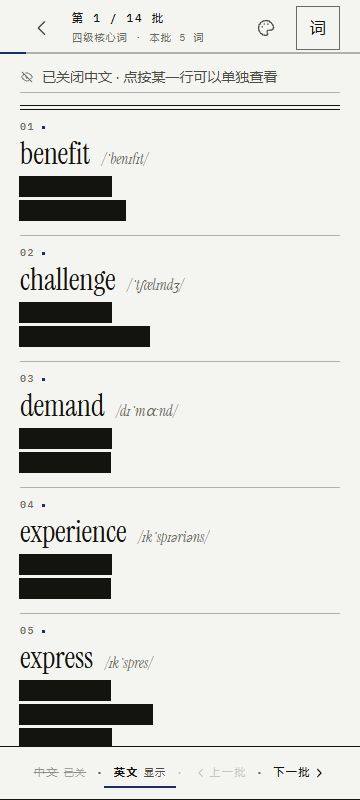 第 1 / 14 批
四级核心词 · 本批 5 词
词
已关闭中文 · 点按某一行可以单独查看
01
benefit /ˈbenɪfɪt/
02
challenge /ˈtʃælɪndʒ/
03
demand /dɪˈmɑːnd/
04
experience /ɪkˈspɪəriəns/
05
express /ɪkˈspres/
中文 已关 · 英文 显示 · 上一批 · 下一批